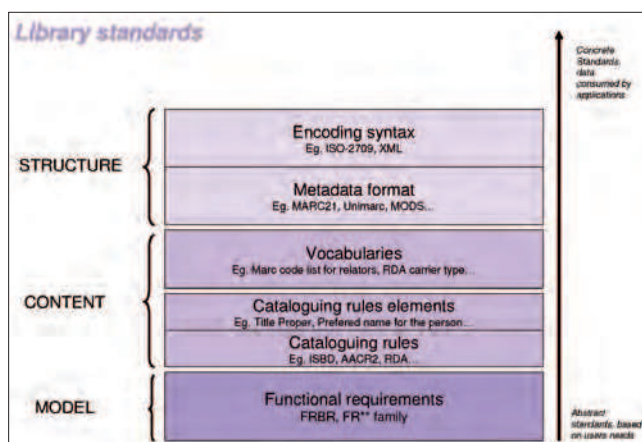 Library standards
Concrete
Standards,
data
consumed by
applications
STRUCTURE
Encoding syntax
Eg. ISO-2709, XML
Metadata format
Eg. MARC21, Unimarc, MODS...
CONTENT
Vocabularies
Eg. Marc code list for relators, RDA carrier type...
Cataloguing rules elements
Eg. Title Proper, Prefered name for the person...
Cataloguing rules
Eg. ISBD, AACR2, RDA...
MODEL
Functional requirements
FRBR, FR** family
Abstract
standards, based
on users needs